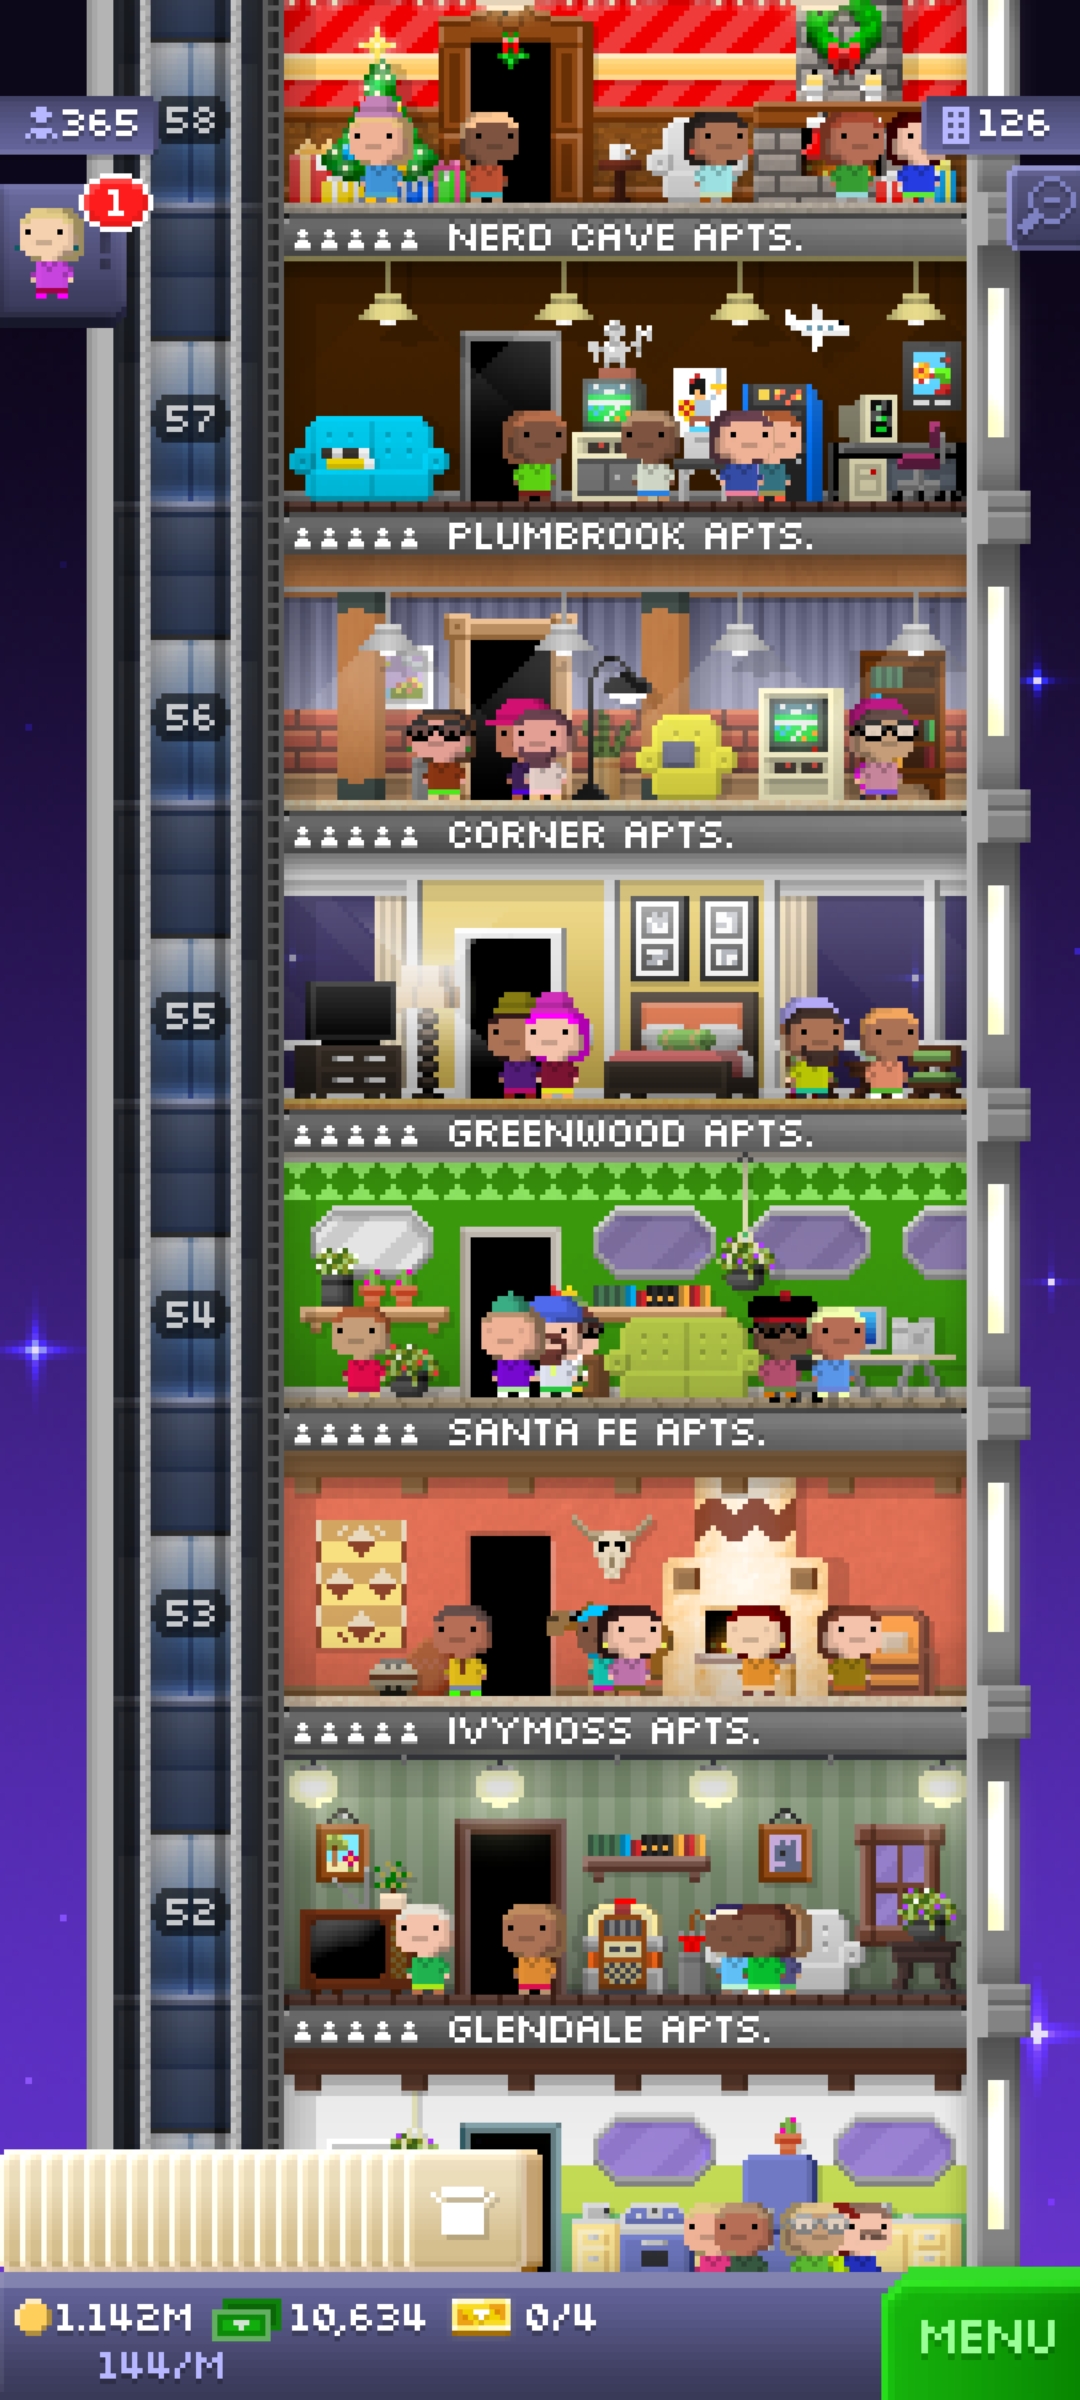 58
365
126
1
NERD CAVE APTS.
57
PLUMBROOK APTS.
56
CORNER APTS.
55
GREENWOOD APTS.
54
SANTA FE APTS.
53
IVYMOSS APTS.
52
GLENDALE APTS.
1.142M 10,634 0/4
144/M
MENU